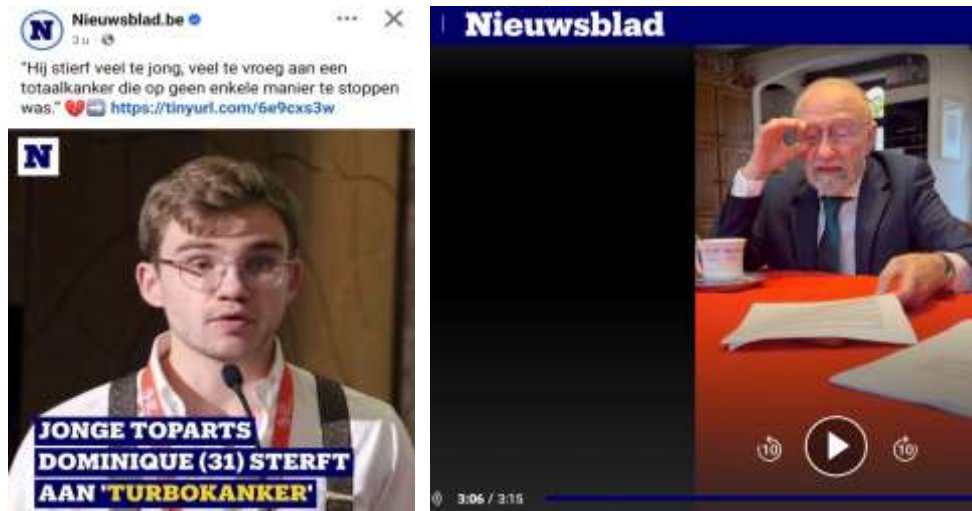 N
Nieuwsblad.be
3u
"Hij stierf veel te jong, veel te vroeg aan een
totaalkanker die op geen enkele manier te stoppen
was." 💔➡️ https://tinyurl.com/6e9cxs3w
N
JONGE TOPARTS
DOMINIQUE (31) STERFT
AAN 'TURBOKANKER'
Nieuwsblad
10
10
3:06 / 3:15